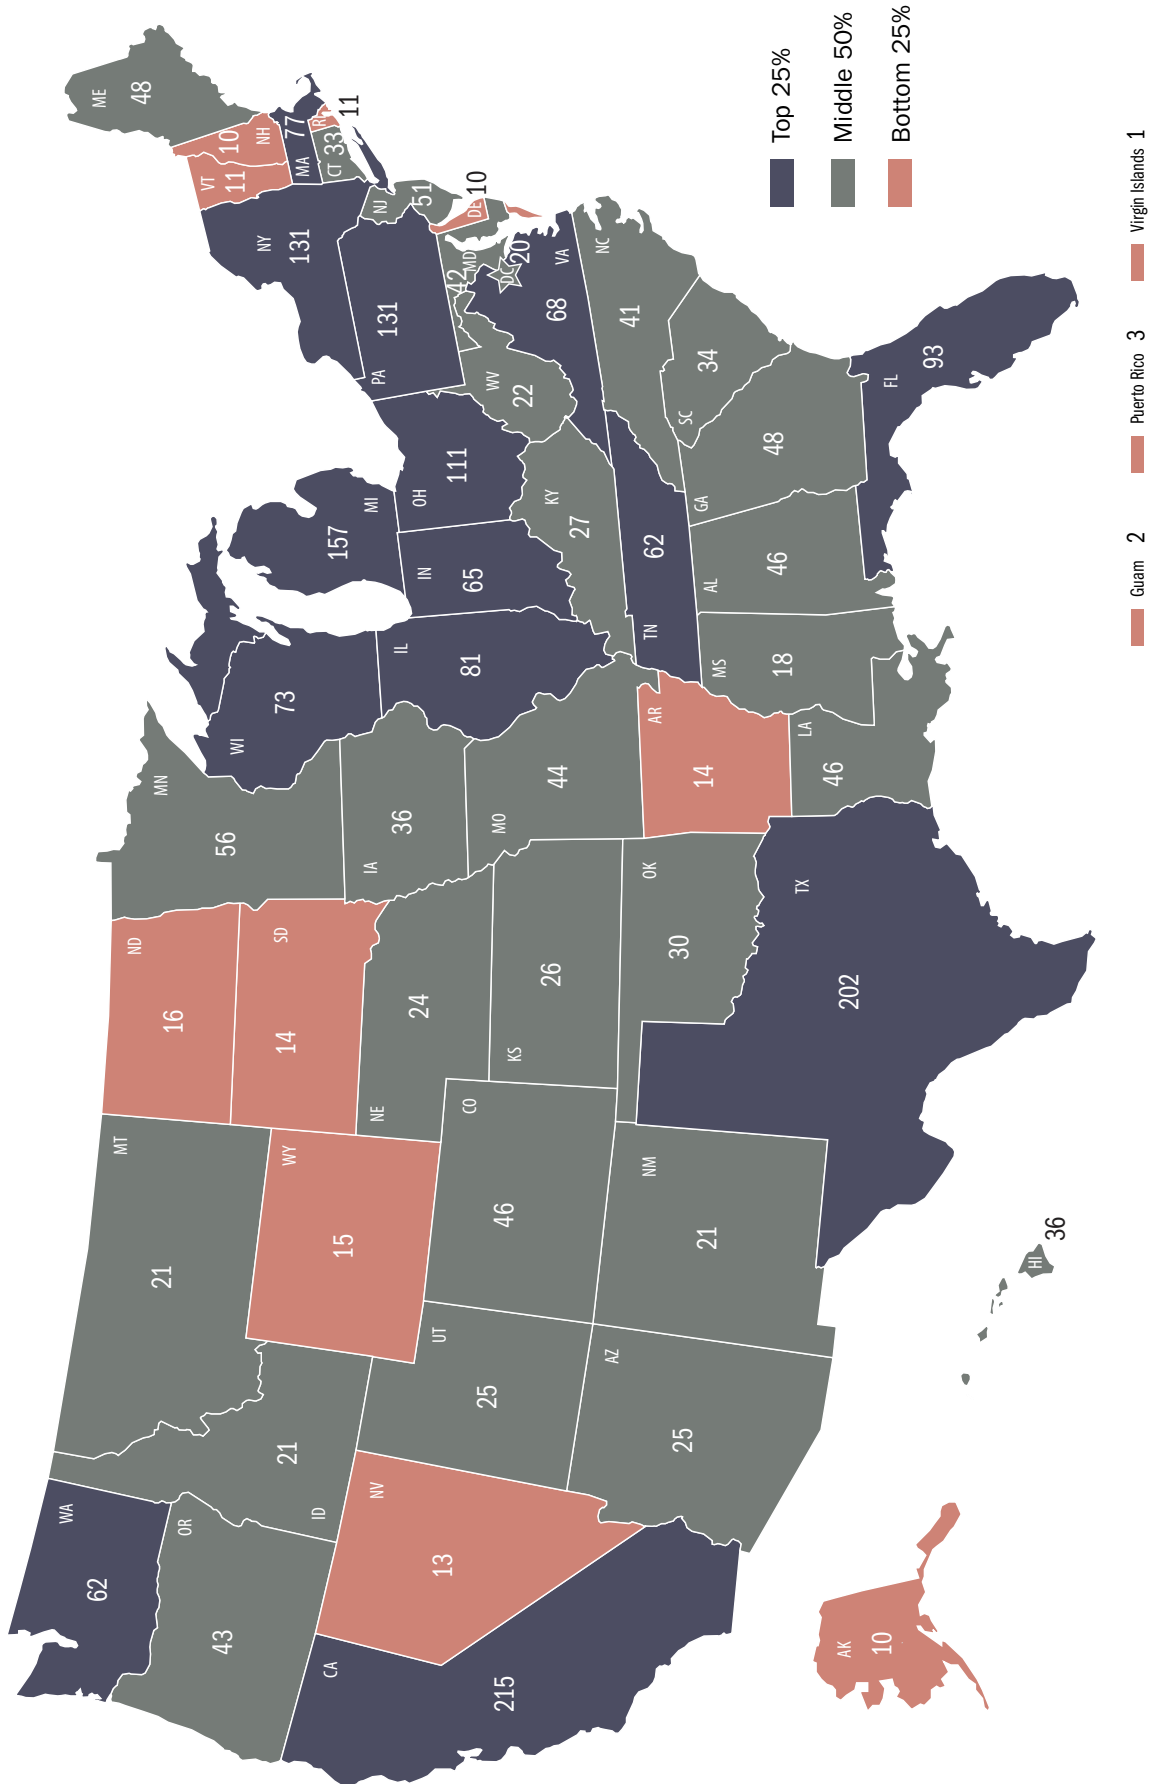 WA
62
OR
43
CA
215
ID
21
NV
13
MT
21
WY
15
UT
25
AZ
25
CO
46
NM
21
ND
16
SD
14
NE
24
KS
26
OK
30
TX
202
MN
56
IA
36
MO
44
AR
14
LA
46
WI
73
IL
81
MI
157
IN
65
OH
111
KY
27
TN
62
MS
18
AL
46
GA
48
FL
93
SC
34
NC
41
VA
68
WV
22
DC
20
MD
42
DE
10
PA
131
NJ
51
NY
131
CT
33
RI
11
MA
77
VT
11
NH
10
ME
48
AK
10
HI
36
Top 25%
Middle 50%
Bottom 25%
Guam 2
Puerto Rico 3
Virgin Islands 1